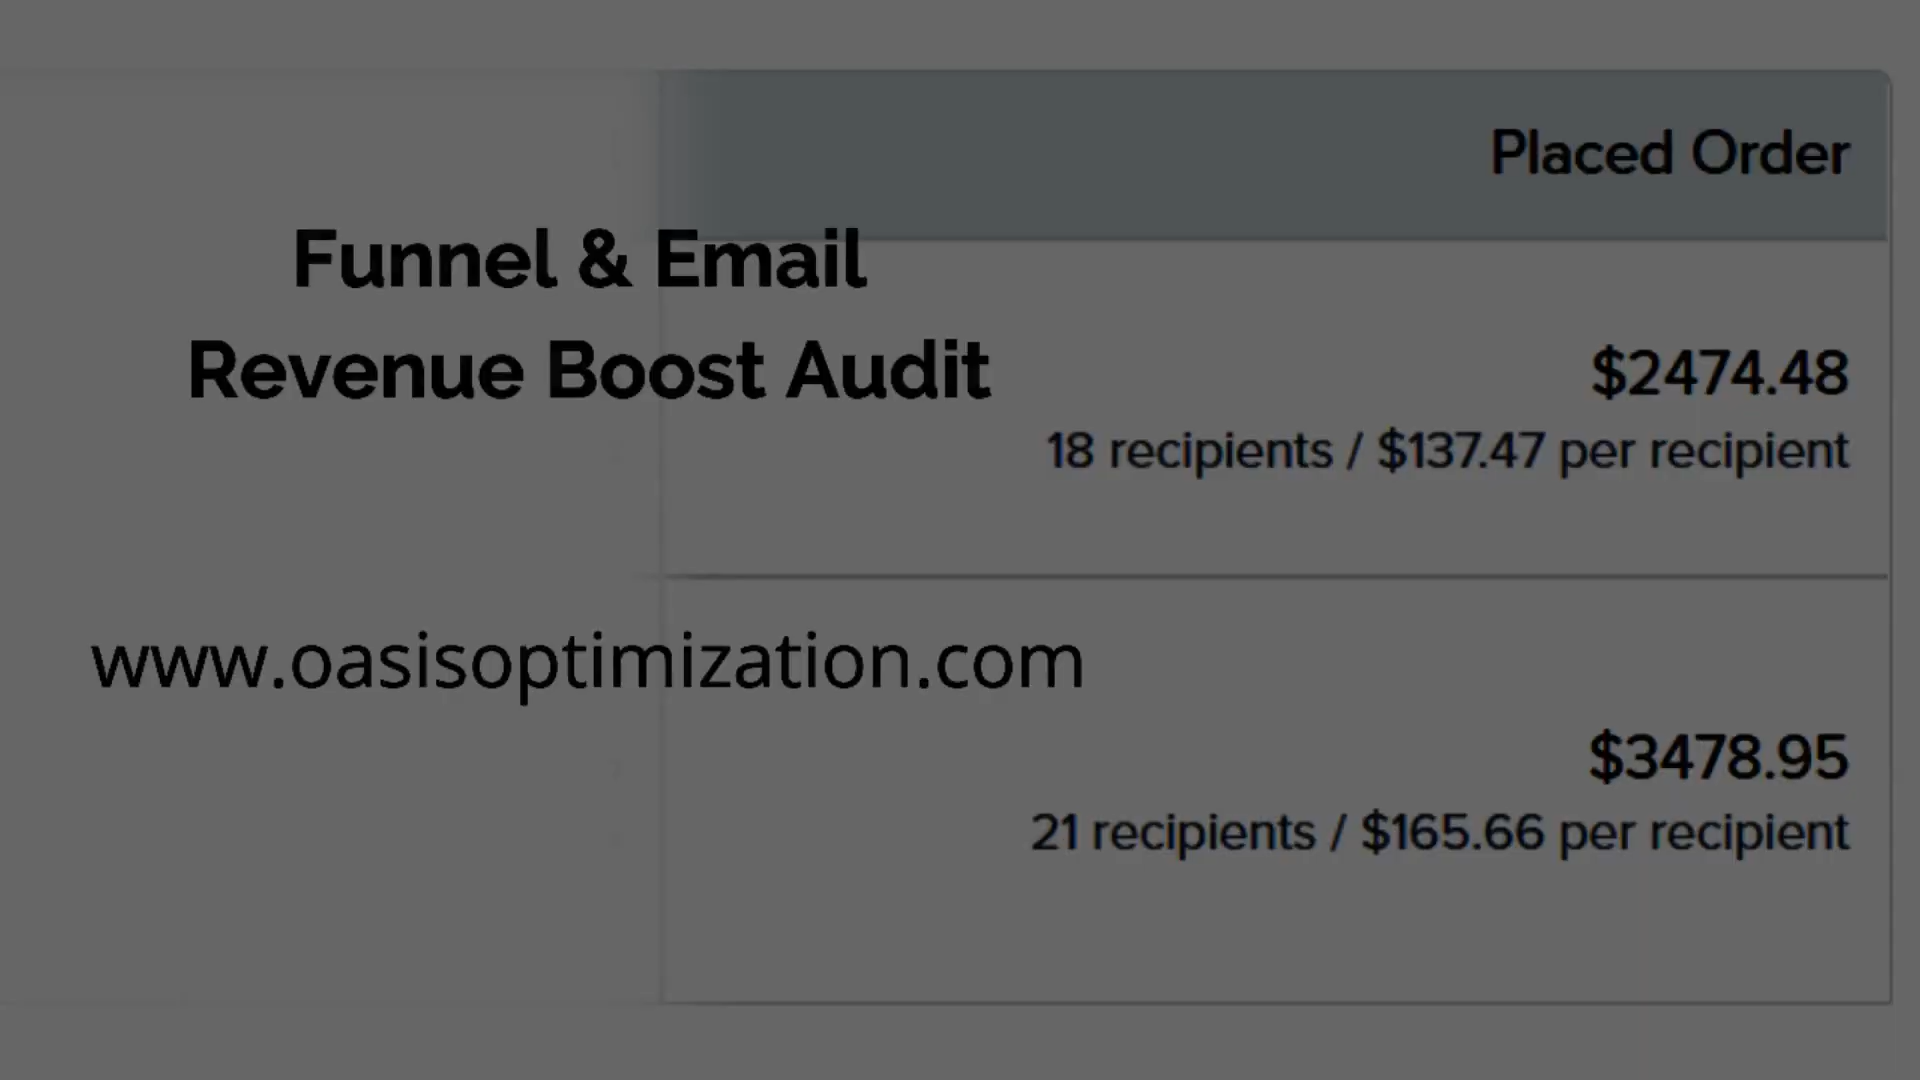 Placed Order
Funnel & Email
Revenue Boost Audit
$2474.48
18 recipients / $137.47 per recipient
www.oasisoptimization.com
$3478.95
21 recipients / $165.66 per recipient